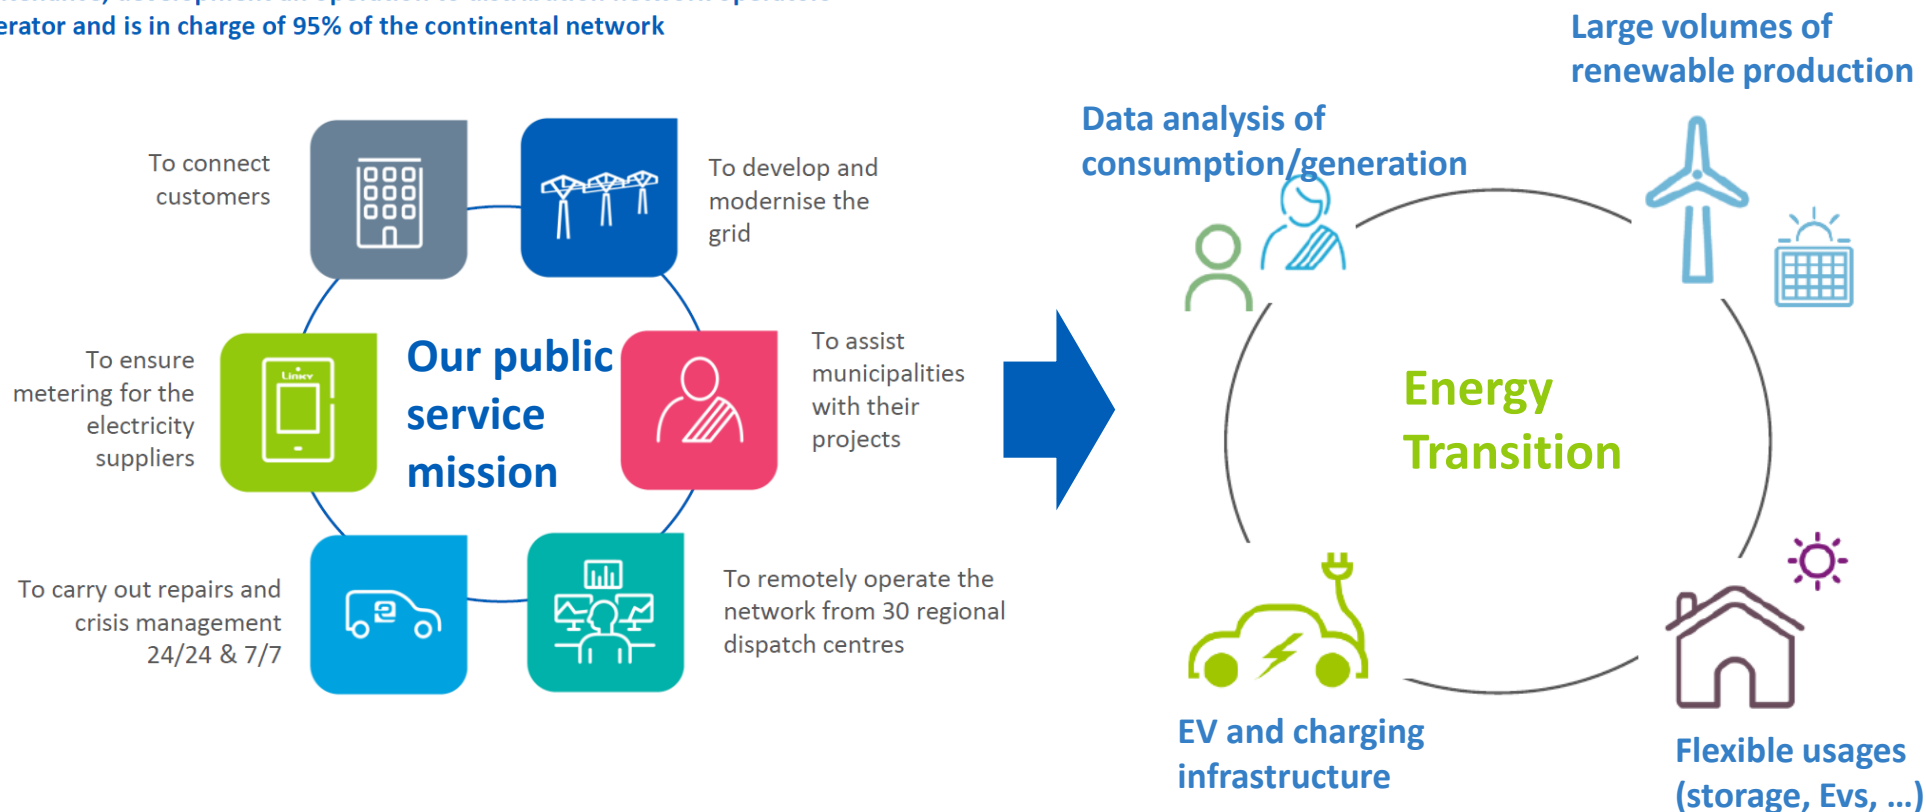 erator and is in charge of 95% of the continental network
To connect
customers
To develop and
modernise the
grid
To ensure
metering for the
electricity
suppliers
Linky
Our public
service
mission
To assist
municipalities
with their
projects
To carry out repairs and
crisis management
24/24 & 7/7
To remotely operate the
network from 30 regional
dispatch centres
Large volumes of
renewable production
Data analysis of
consumption/generation
Energy
Transition
EV and charging
infrastructure
Flexible usages
(storage, Evs, ...)